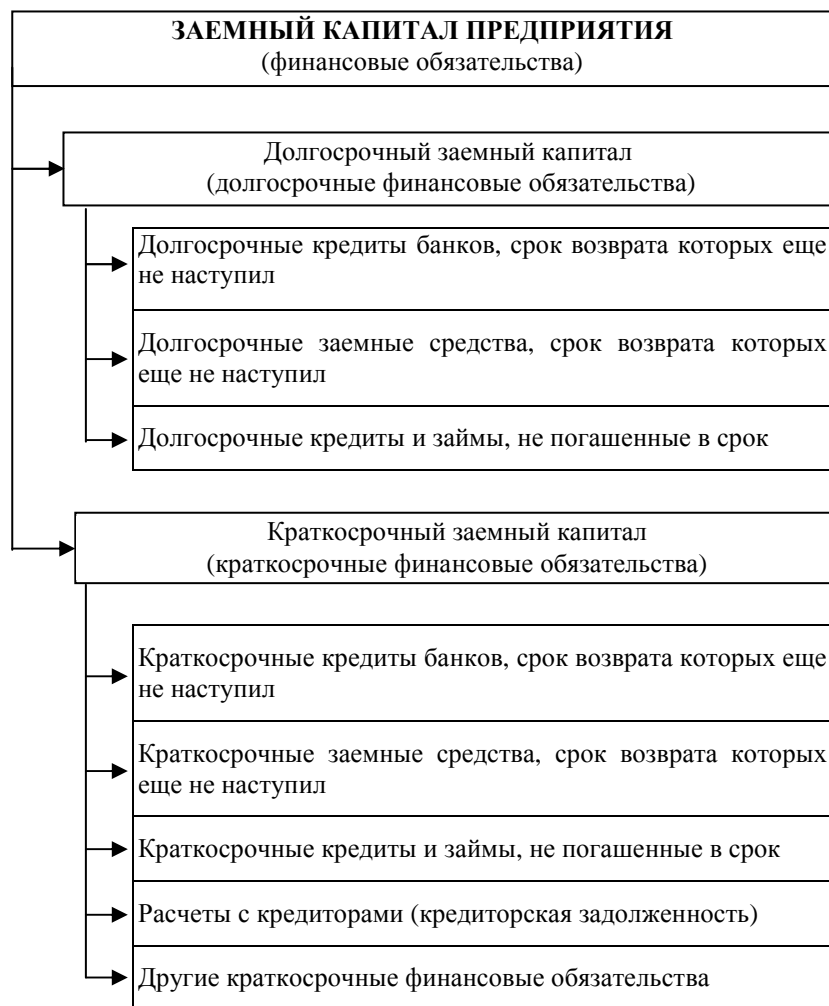 ЗАЕМНЫЙ КАПИТАЛ ПРЕДПРИЯТИЯ
(финансовые обязательства)
Долгосрочный заемный капитал
(долгосрочные финансовые обязательства)
Долгосрочные кредиты банков, срок возврата которых еще
не наступил
Долгосрочные заемные средства, срок возврата которых
еще не наступил
Долгосрочные кредиты и займы, не погашенные в срок
Краткосрочный заемный капитал
(краткосрочные финансовые обязательства)
Краткосрочные кредиты банков, срок возврата которых еще
не наступил
Краткосрочные заемные средства, срок возврата которых
еще не наступил
Краткосрочные кредиты и займы, не погашенные в срок
Расчеты с кредиторами (кредиторская задолженность)
Другие краткосрочные финансовые обязательства